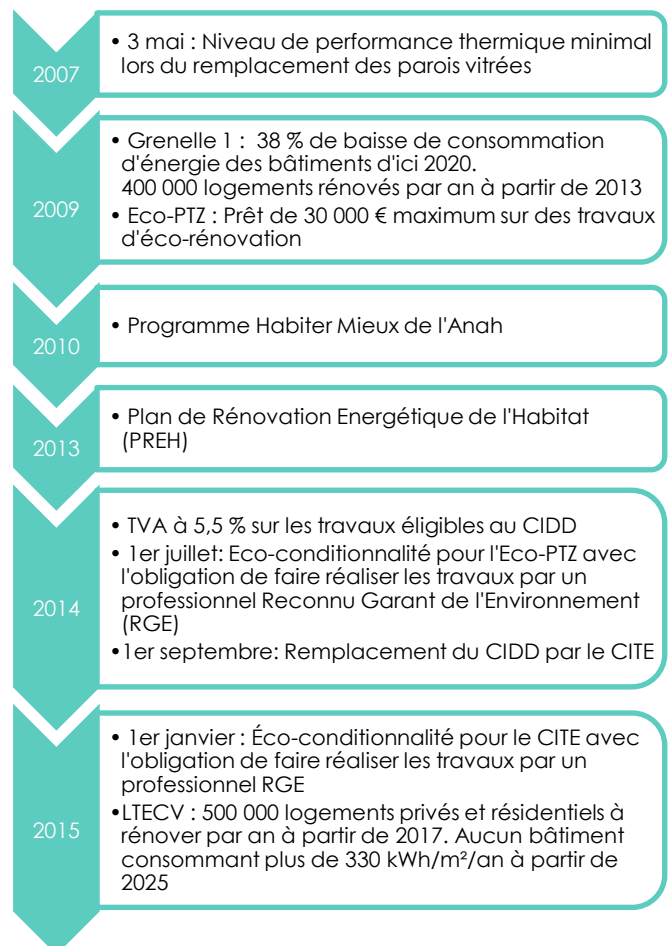 2007
• 3 mai : Niveau de performance thermique minimal
lors du remplacement des parois vitrées
2009
• Grenelle 1 : 38 % de baisse de consommation
d'énergie des bâtiments d'ici 2020.
400 000 logements rénovés par an à partir de 2013
• Eco-PTZ : Prêt de 30 000 € maximum sur des travaux
d'éco-rénovation
2010
• Programme Habiter Mieux de l'Anah
2013
• Plan de Rénovation Energétique de l'Habitat
(PREH)
2014
• TVA à 5,5 % sur les travaux éligibles au CIDD
• 1er juillet: Eco-conditionnalité pour l'Eco-PTZ avec
l'obligation de faire réaliser les travaux par un
professionnel Reconnu Garant de l'Environnement
(RGE)
•1er septembre: Remplacement du CIDD par le CITE
2015
• 1er janvier : Éco-conditionnalité pour le CITE avec
l'obligation de faire réaliser les travaux par un
professionnel RGE
•LTECV : 500 000 logements privés et résidentiels à
rénover par an à partir de 2017. Aucun bâtiment
consommant plus de 330 kWh/m²/an à partir de
2025